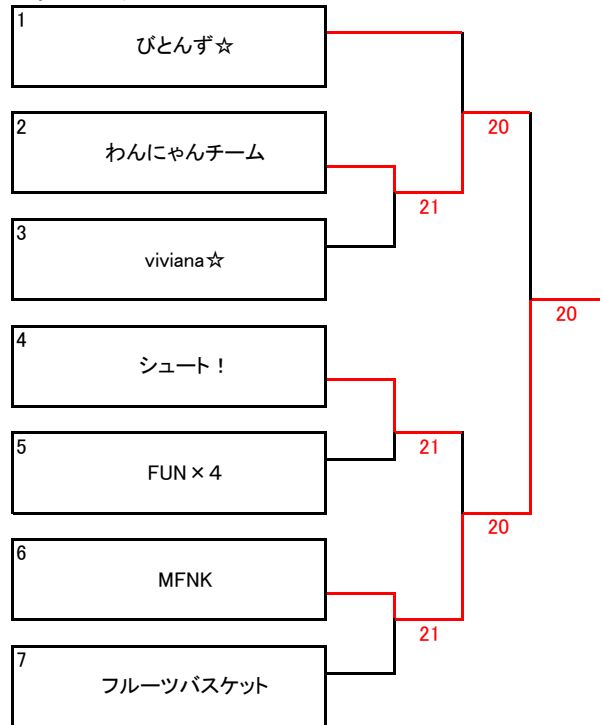 1
びとんず☆
20
2
わんにゃんチーム
21
3
viviana☆
20
4
シュート！
21
5
FUN×４
20
6
MFNK
21
7
フルーツバスケット